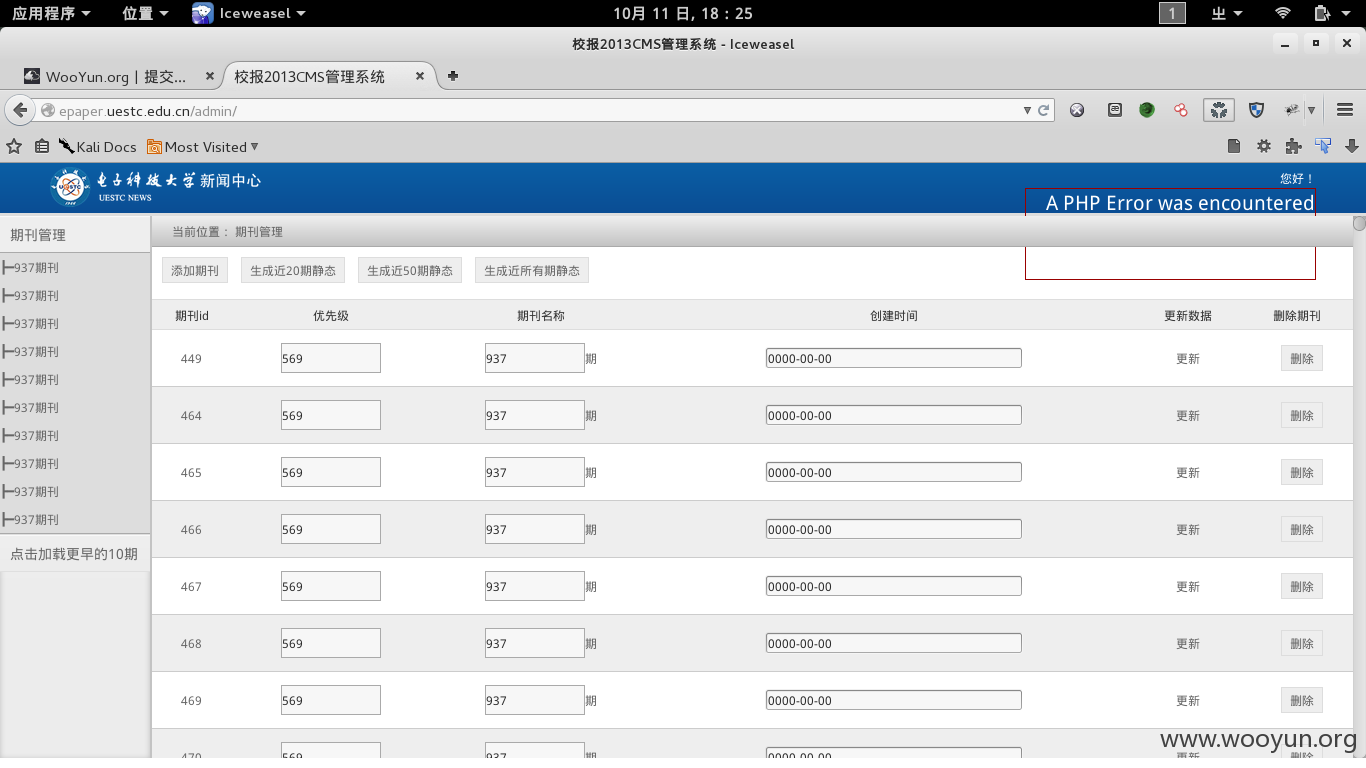 应用程序 位置 Iceweasel 10月 11 日, 18 : 25 1
校报2013CMS管理系统 - Iceweasel
WooYun.org | 提交... 校报2013CMS管理系统
epaper.uestc.edu.cn/admin/
Kali Docs Most Visited
电子科技大学 新闻中心 您好！
UESTC NEWS
A PHP Error was encountered
期刊管理 当前位置： 期刊管理
添加期刊 生成近20期静态 生成近50期静态 生成近所有期静态
期刊id 优先级 期刊名称 创建时间 更新数据 删除期刊
├─937期刊
├─937期刊
├─937期刊
├─937期刊
├─937期刊
├─937期刊
├─937期刊
├─937期刊
├─937期刊
├─937期刊
点击加载更早的10期
449 569 937 期 0000-00-00 更新 删除
464 569 937 期 0000-00-00 更新 删除
465 569 937 期 0000-00-00 更新 删除
466 569 937 期 0000-00-00 更新 删除
467 569 937 期 0000-00-00 更新 删除
468 569 937 期 0000-00-00 更新 删除
469 569 937 期 0000-00-00 更新 删除
470 569 937 期 0000-00-00 更新 删除
www.wooyun.org